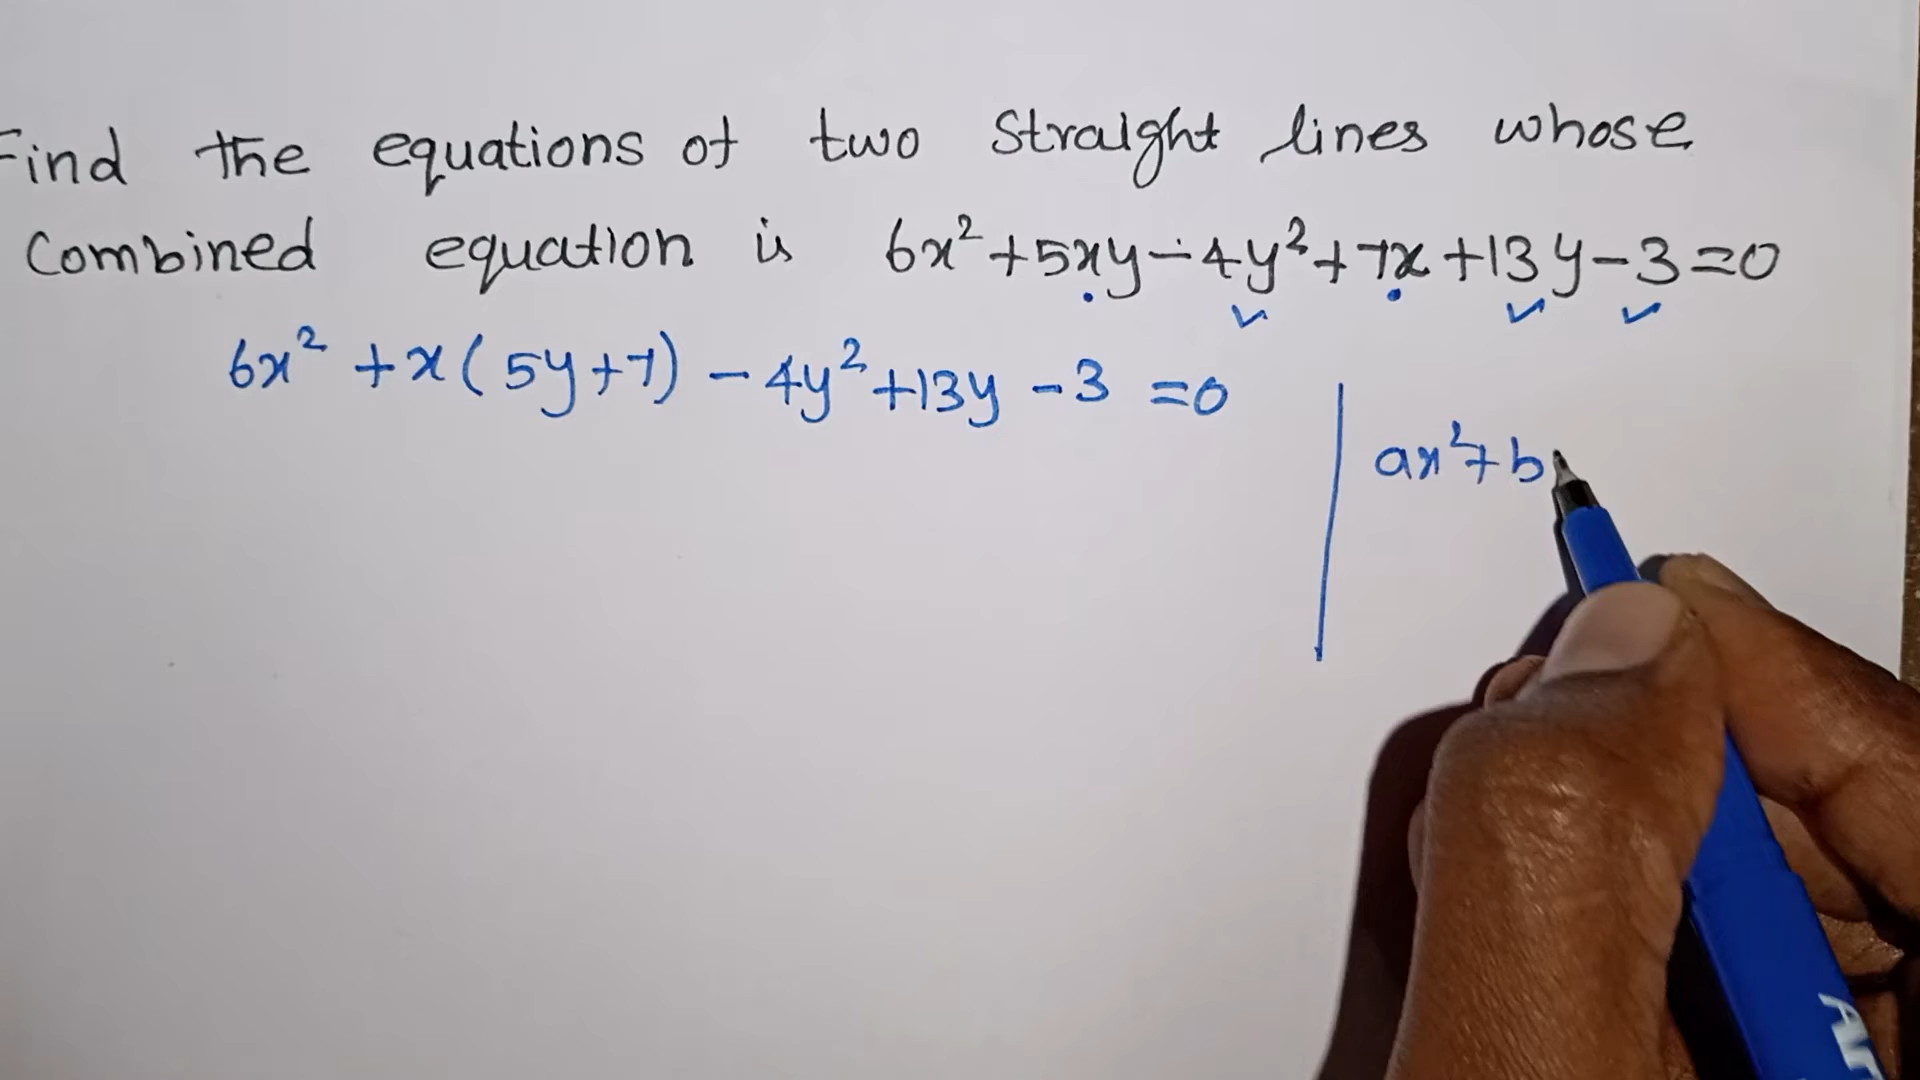 Find the equations of two straight lines whose
combined equation is 6x² + 5xy - 4y² + 7x + 13y - 3 = 0
6x² + x(5y+7) - 4y² + 13y - 3 = 0
ax² + b